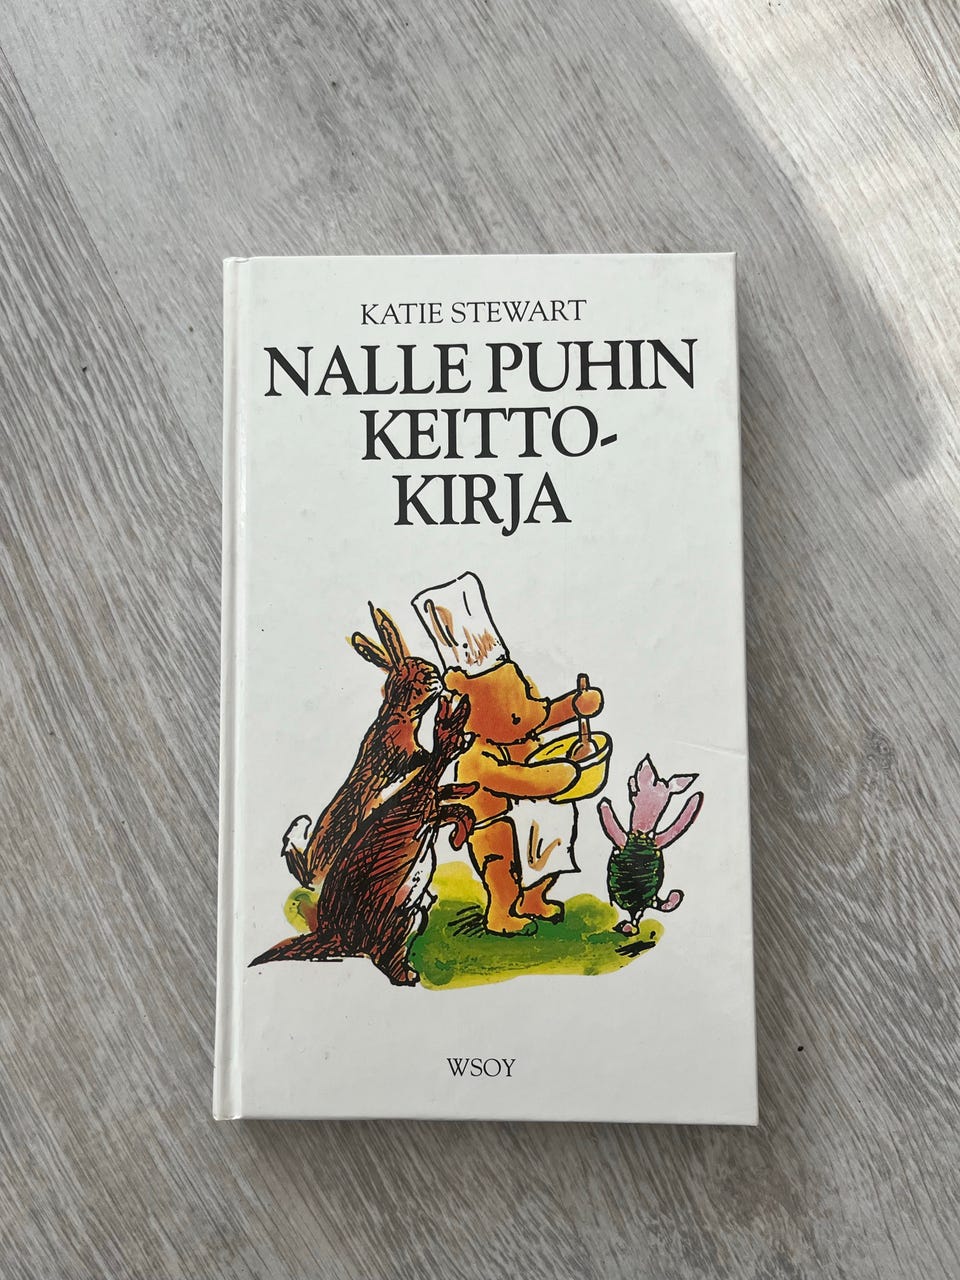 KATIE STEWART
NALLE PUHIN
KEITTO-
KIRJA
WSOY